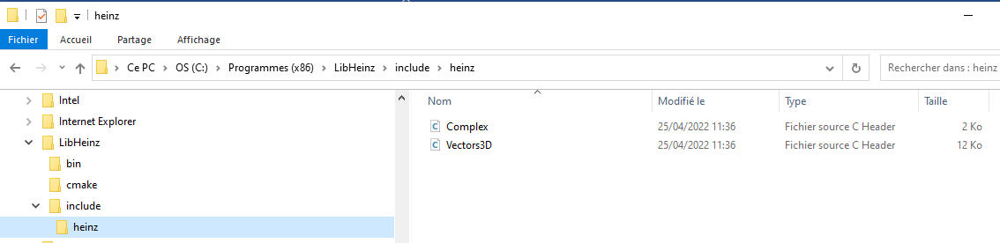 heinz
Fichier Accueil Partage Affichage
Ce PC OS (C:) Programmes (x86) LibHeinz include heinz
Rechercher dans : heinz
Intel
Internet Explorer
LibHeinz
bin
cmake
include
heinz
Nom Modifié le Type Taille
Complex 25/04/2022 11:36 Fichier source C Header 2 Ko
Vectors3D 25/04/2022 11:36 Fichier source C Header 12 Ko